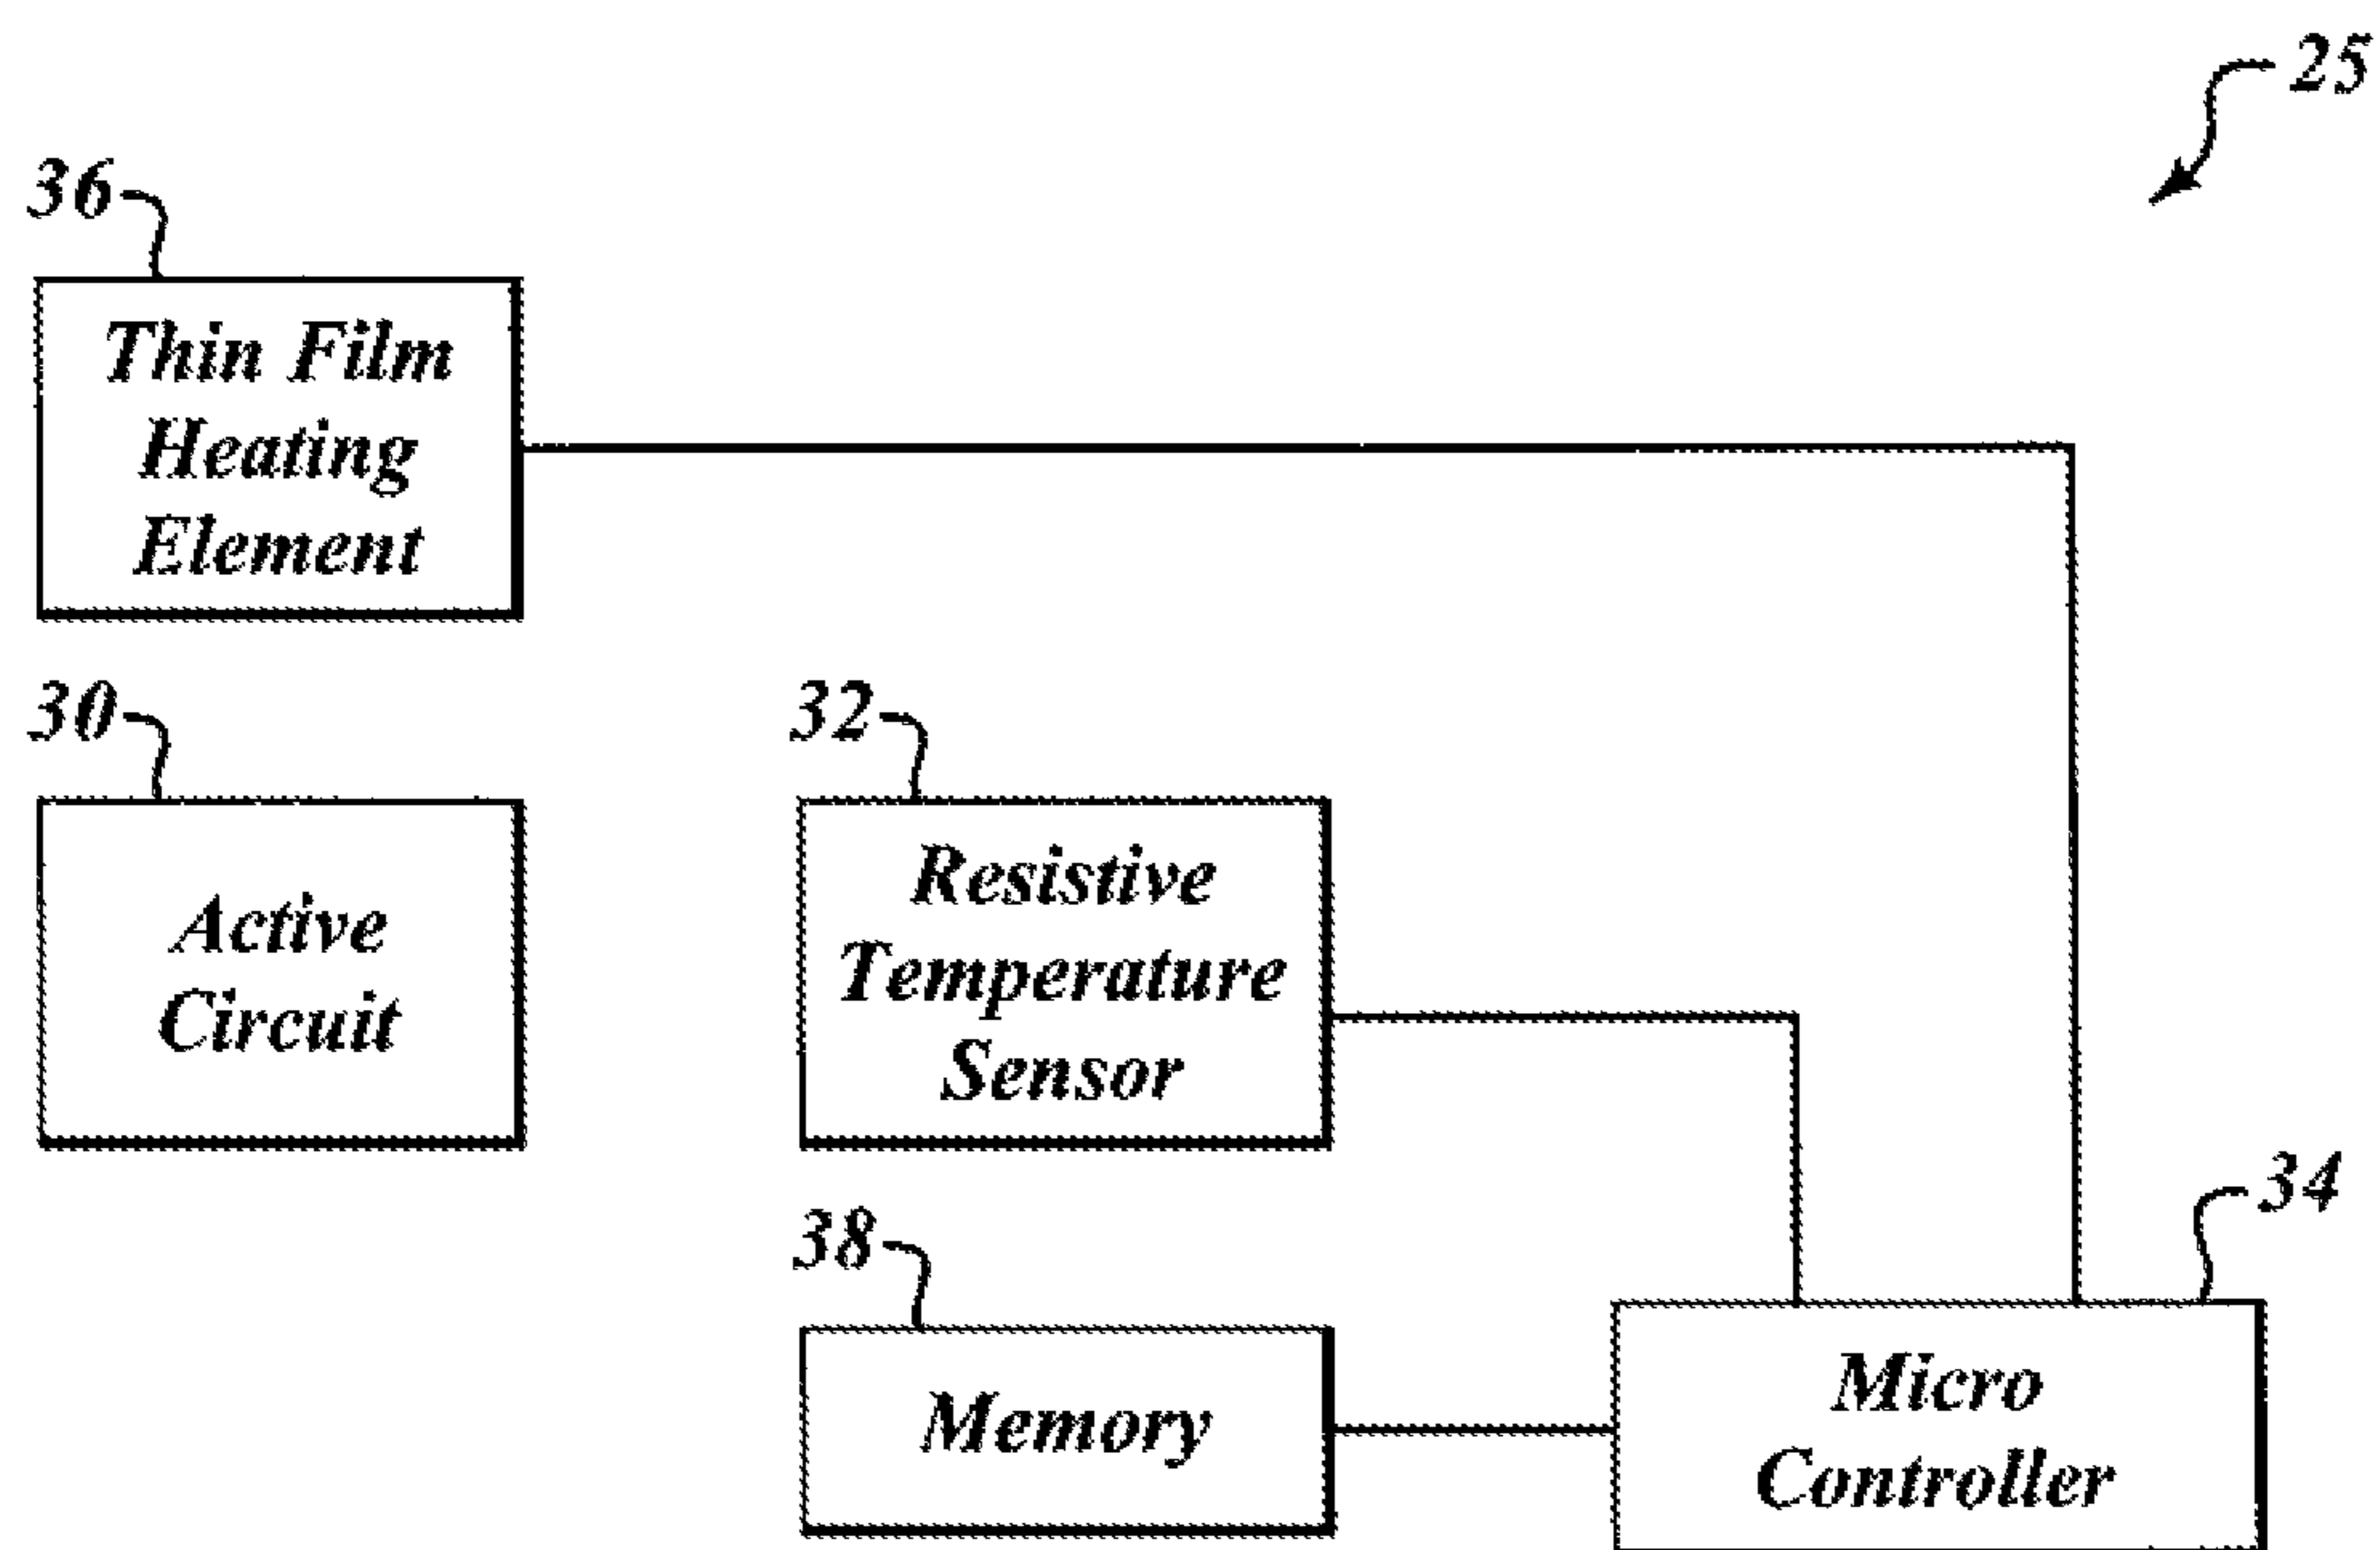 25
36
Thin Film
Heating
Element
30
Active
Circuit
32
Resistive
Temperature
Sensor
38
Memory
34
Micro
Controller